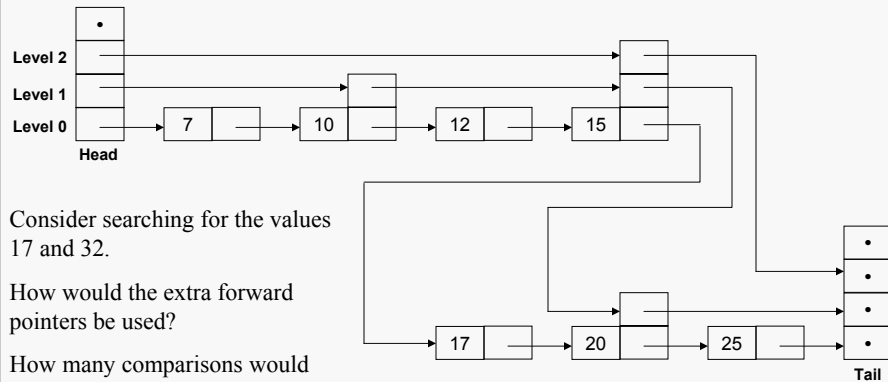 Level 2
Level 1
Level 0
7
10
12
15
Head
Consider searching for the values
17 and 32.
How would the extra forward
pointers be used?
How many comparisons would
17
20
25
Tail